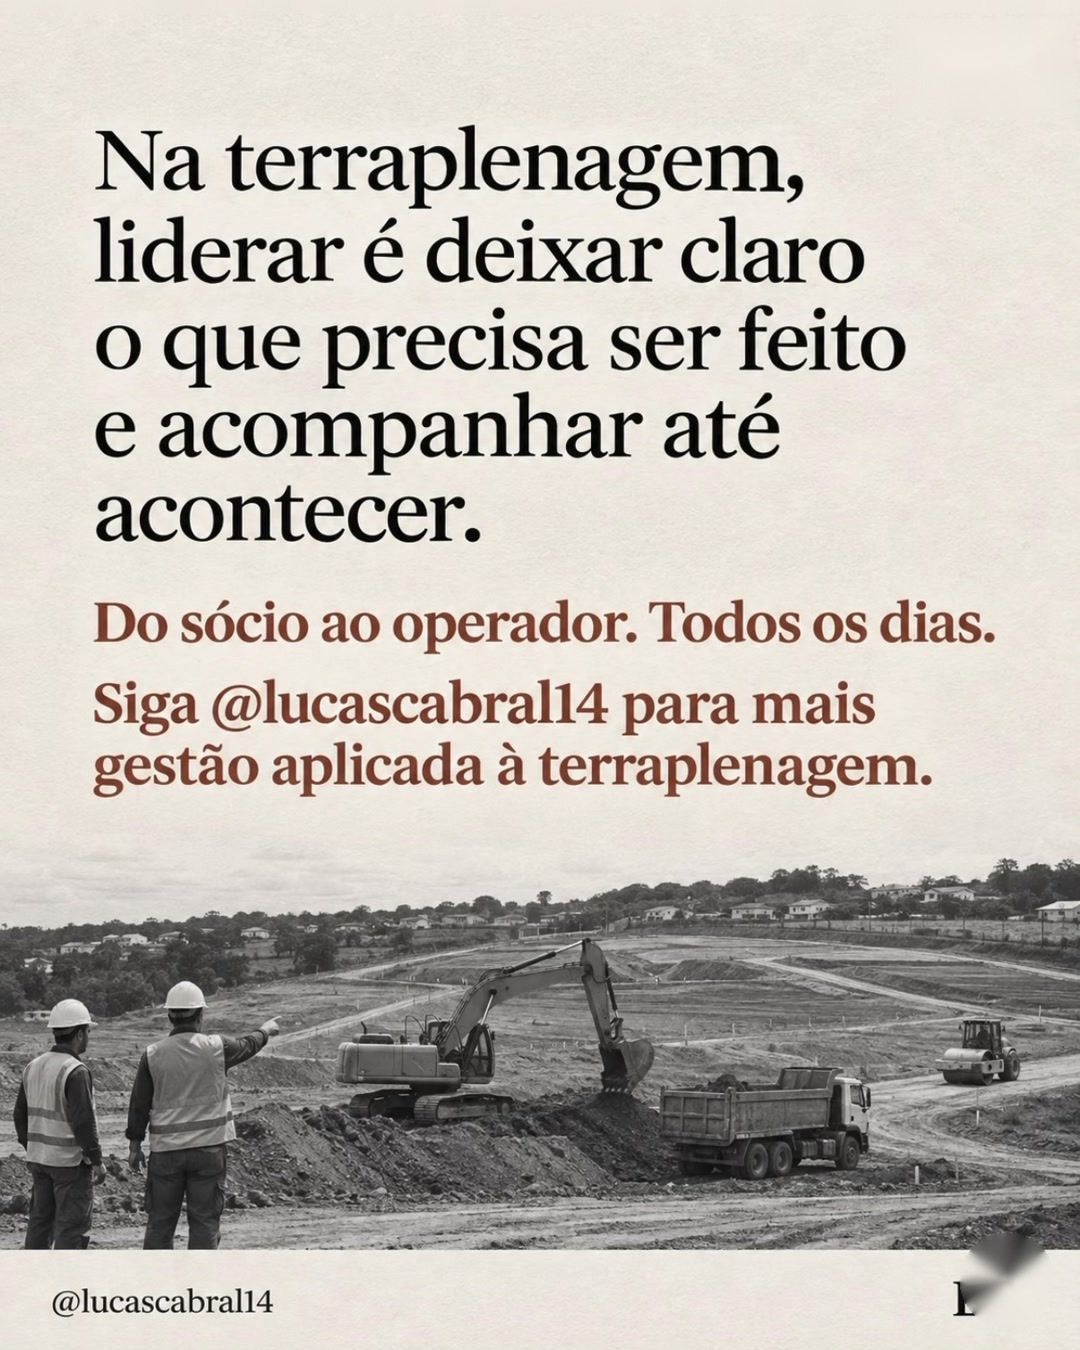 Na terraplenagem,
liderar é deixar claro
o que precisa ser feito
e acompanhar até
acontecer.
Do sócio ao operador. Todos os dias.
Siga @lucascabral14 para mais
gestão aplicada à terraplenagem.
@lucascabral14